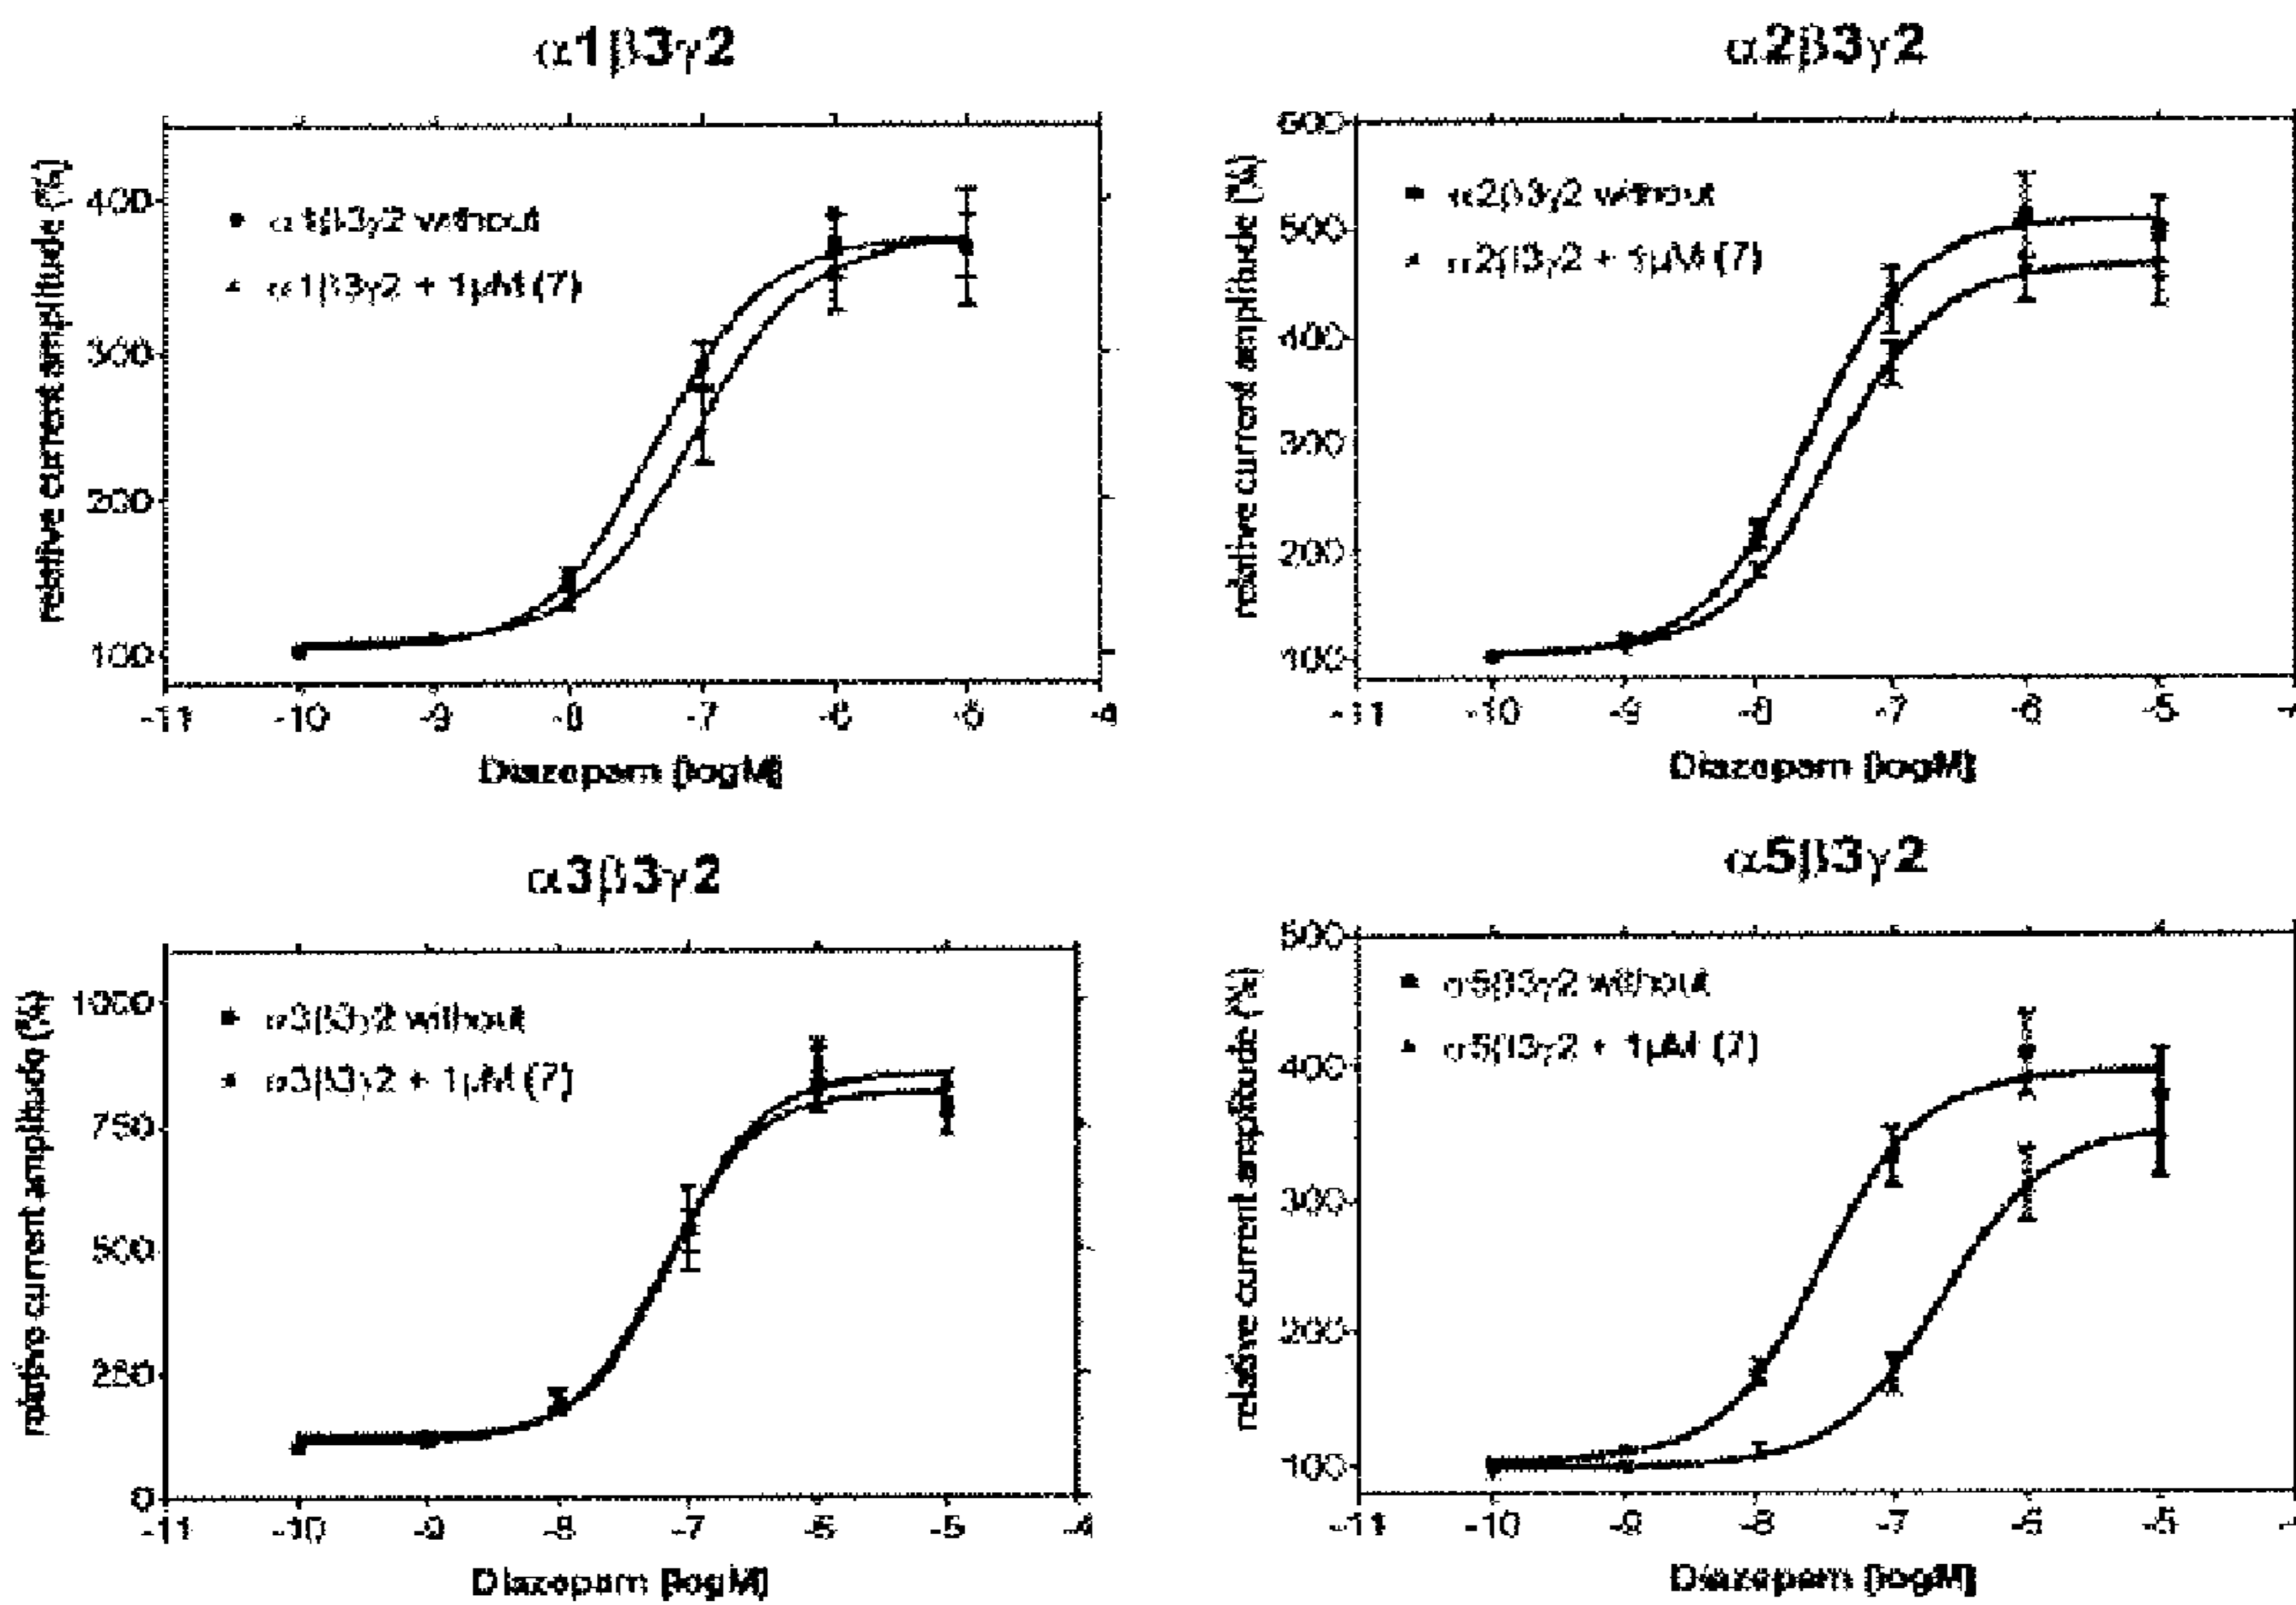 α1β3γ2
relative current amplitude (%)
400
300
200
100
α1β3γ2 without
α1β3γ2 + 1µM (7)
-11 -10 -9 -8 -7 -6 -5 -4
Diazepam [logM]
α2β3γ2
relative current amplitude (%)
600
500
400
300
200
100
α2β3γ2 without
α2β3γ2 + 1µM (7)
-11 -10 -9 -8 -7 -6 -5
Diazepam [logM]
α3β3γ2
relative current amplitude (%)
1000
750
500
250
0
α3β3γ2 without
α3β3γ2 + 1µM (7)
-11 -10 -9 -8 -7 -6 -5 -4
Diazepam [logM]
α5β3γ2
relative current amplitude (%)
500
400
300
200
100
α5β3γ2 without
α5β3γ2 + 1µM (7)
-11 -10 -9 -8 -7 -6 -5
Diazepam [logM]